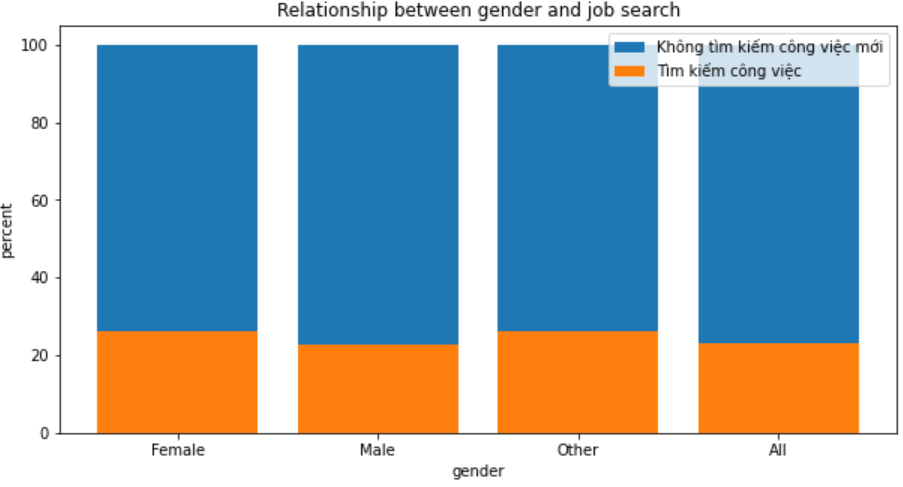 Relationship between gender and job search
Không tìm kiếm công việc mới
Tìm kiếm công việc
percent
100
80
60
40
20
0
Female Male Other All
gender